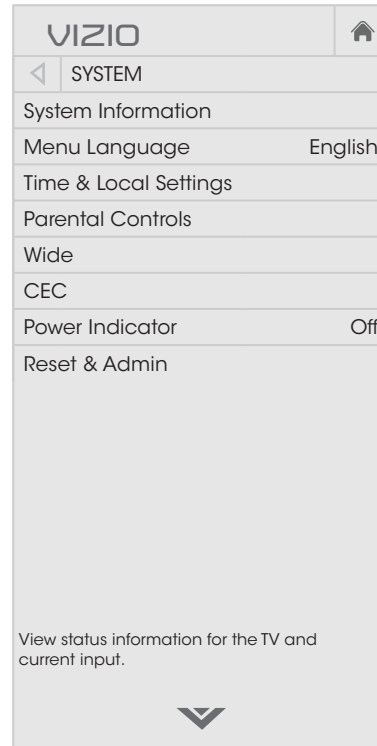 VIZIO
SYSTEM
System Information
Menu Language English
Time & Local Settings
Parental Controls
Wide
CEC
Power Indicator Off
Reset & Admin
View status information for the TV and
current input.